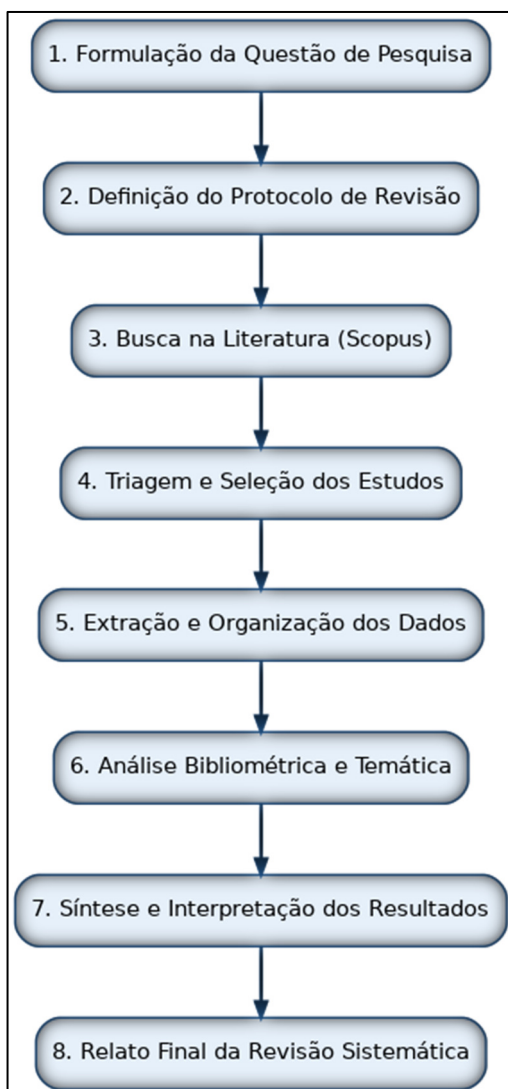 1. Formulação da Questão de Pesquisa
2. Definição do Protocolo de Revisão
3. Busca na Literatura (Scopus)
4. Triagem e Seleção dos Estudos
5. Extração e Organização dos Dados
6. Análise Bibliométrica e Temática
7. Síntese e Interpretação dos Resultados
8. Relato Final da Revisão Sistemática